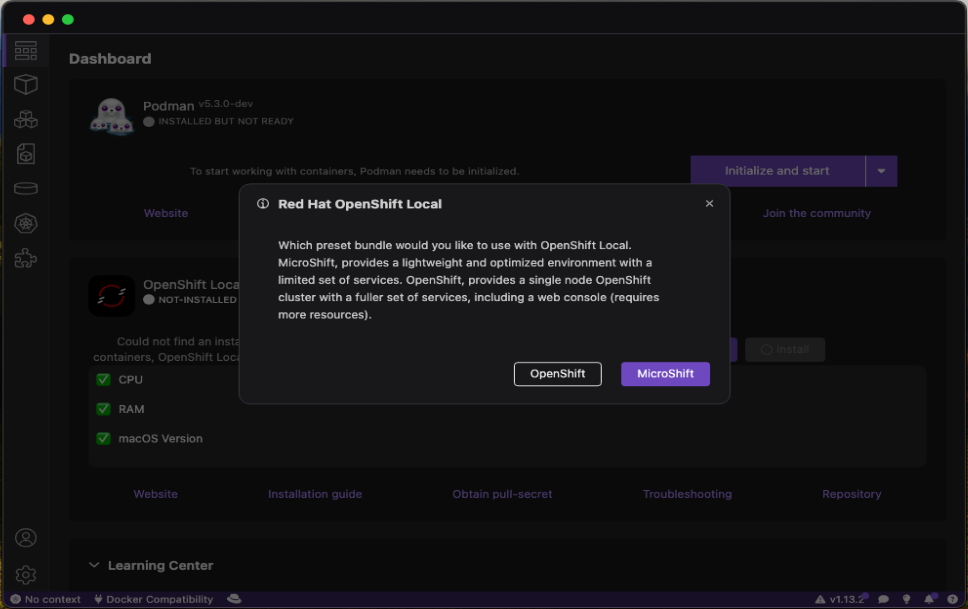 Dashboard
Podman v5.3.0-dev
INSTALLED BUT NOT READY
To start working with containers, Podman needs to be initialized.
Initialize and start
Website
Join the community
Red Hat OpenShift Local
Which preset bundle would you like to use with OpenShift Local.
MicroShift, provides a lightweight and optimized environment with a
limited set of services. OpenShift, provides a single node OpenShift
cluster with a fuller set of services, including a web console (requires
more resources).
OpenShift
MicroShift
OpenShift Loca
NOT-INSTALLED
Could not find an insta
containers, OpenShift Loca
Install
CPU
RAM
macOS Version
Website
Installation guide
Obtain pull-secret
Troubleshooting
Repository
Learning Center
No context
Docker Compatibility
v1.13.2